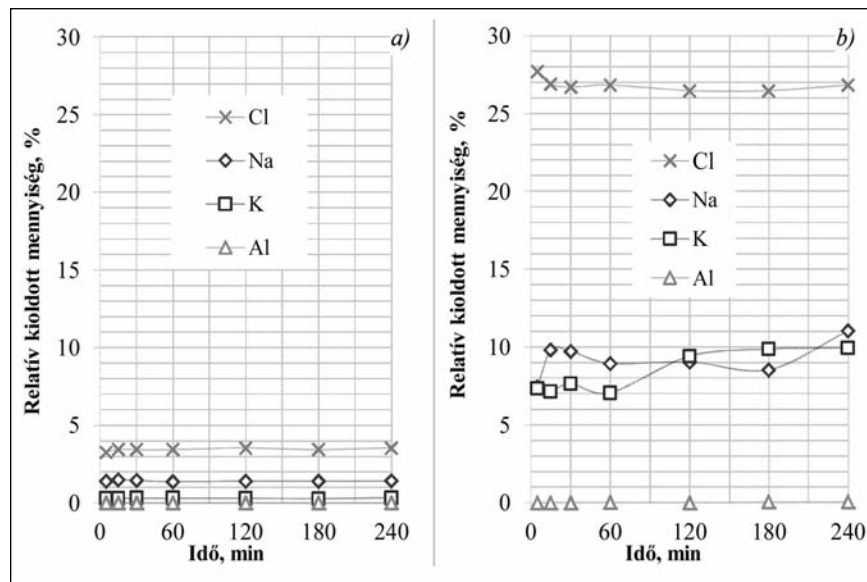 a)
Relatív kioldott mennyiség, %
30
25
20
15
10
5
0
Cl
Na
K
Al
0
60
120
180
240
Idő, min
b)
Relatív kioldott mennyiség, %
30
25
20
15
10
5
0
Cl
Na
K
Al
0
60
120
180
240
Idő, min